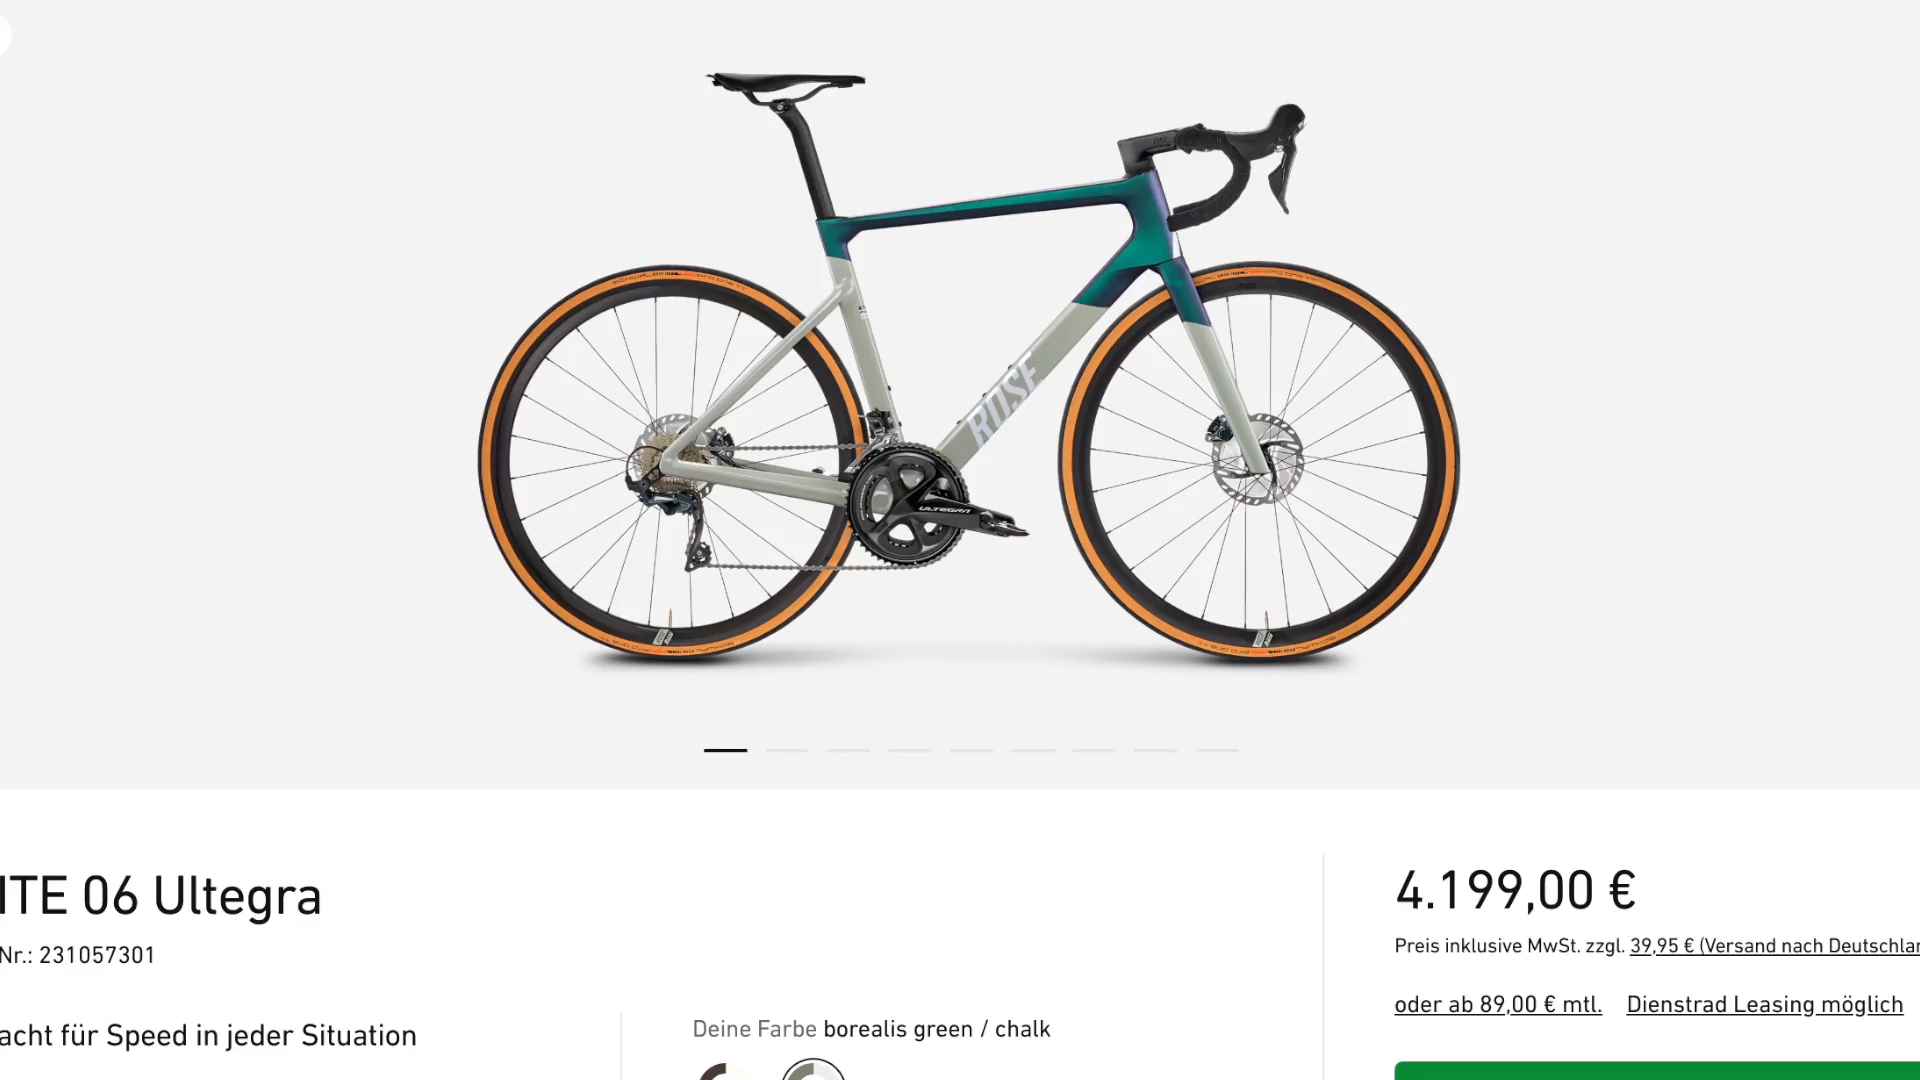 ROSE
ULTEGRA
ITE 06 Ultegra
Nr.: 231057301
acht für Speed in jeder Situation
Deine Farbe borealis green / chalk
4.199,00 €
Preis inklusive MwSt. zzgl. 39,95 € (Versand nach Deutschlan
oder ab 89,00 € mtl. Dienstrad Leasing möglich